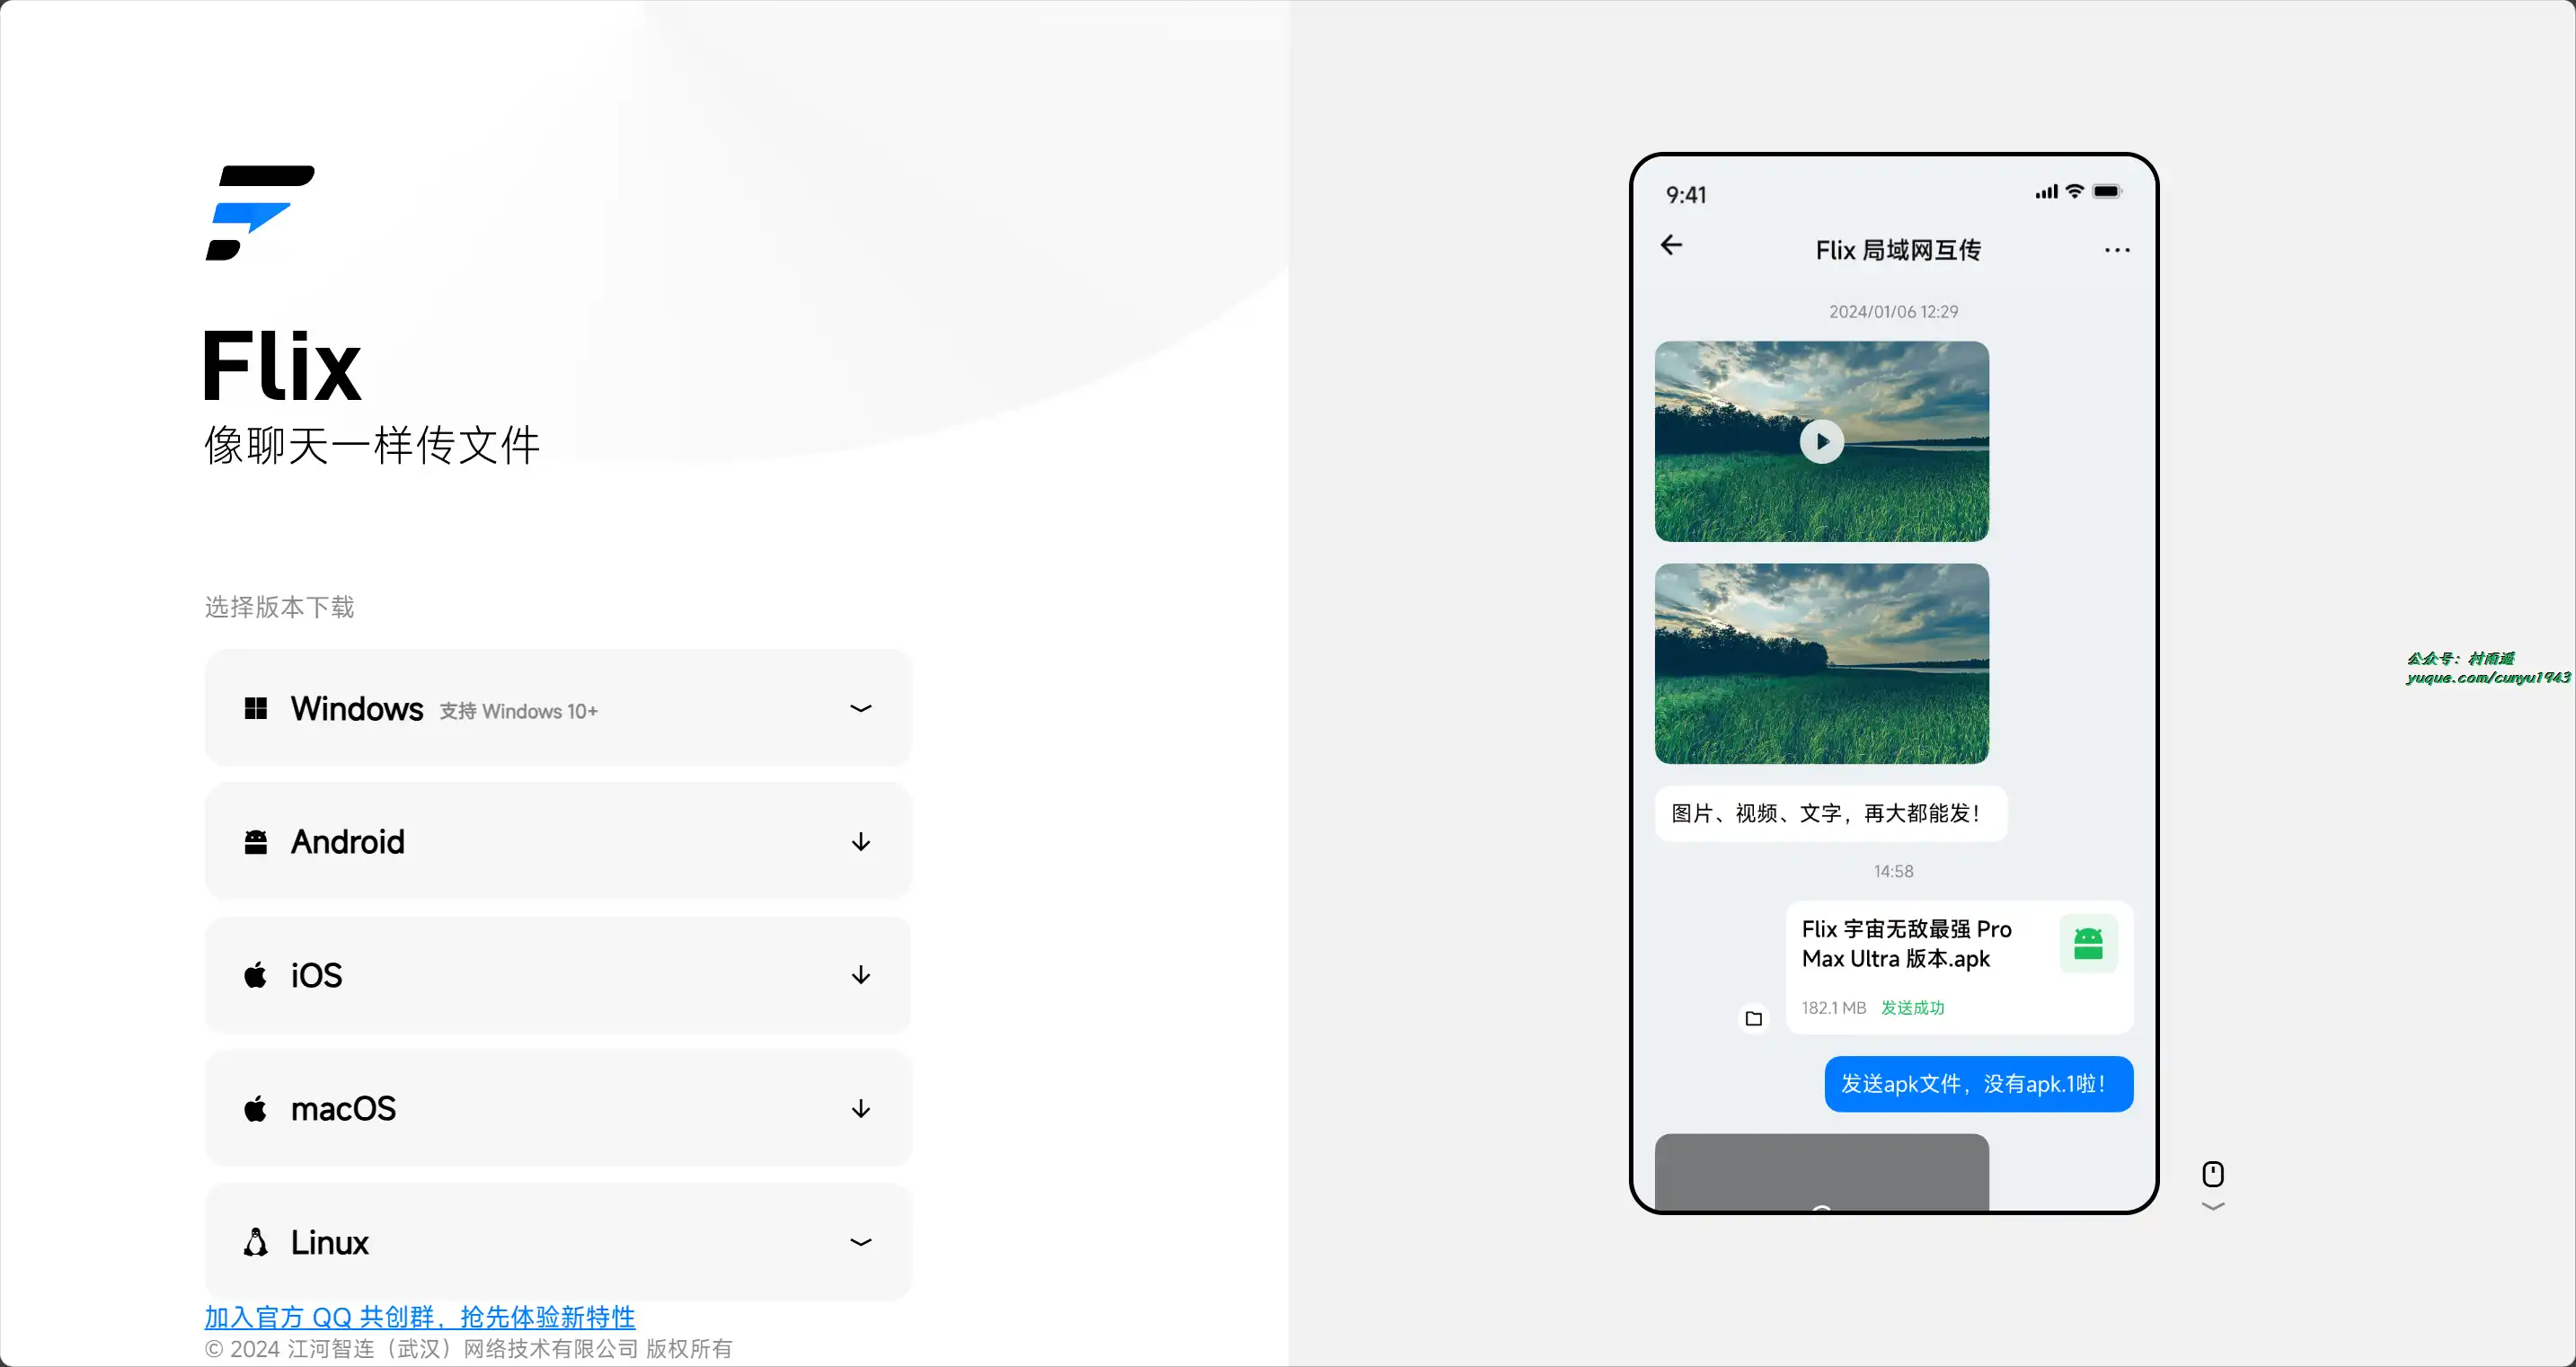 Flix
像聊天一样传文件
选择版本下载
Windows 支持 Windows 10+
Android
iOS
macOS
Linux
加入官方 QQ 共创群，抢先体验新特性
© 2024 江河智连（武汉）网络技术有限公司 版权所有
9:41
Flix 局域网互传
2024/01/06 12:29
图片、视频、文字，再大都能发！
14:58
Flix 宇宙无敌最强 Pro
Max Ultra 版本.apk
182.1 MB 发送成功
发送apk文件，没有apk.1啦！
公众号：村雨遥
yuque.com/cunyu1943